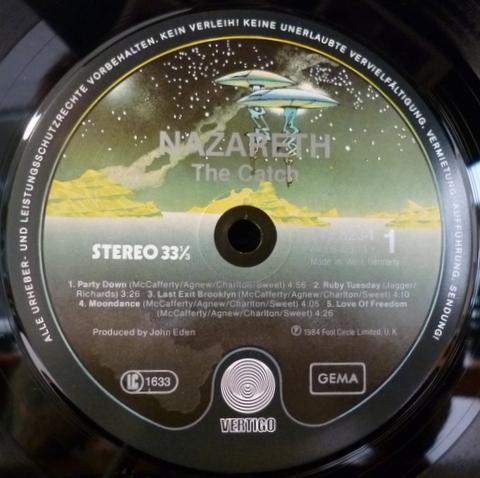 ALLE URHEBER- UND LEISTUNGSSCHUTZRECHTE VORBEHALTEN. KEIN VERLEIH! KEINE UNERLAUBTE VERVIELFÄLTIGUNG, VERMIETUNG, AUFFÜHRUNG, SENDUNG!
NAZARETH
The Catch
1
Made in West Germany
STEREO 33⅓
1. Party Down (McCafferty/Agnew/Charlton/Sweet) 4:56 2. Ruby Tuesday (Jagger/
Richards) 3:26 3. Last Exit Brooklyn (McCafferty/Agnew/Charlton/Sweet) 4:10
4. Moondance (McCafferty/Agnew/Charlton/Sweet) 4:05 5. Love Of Freedom
(McCafferty/Agnew/Charlton/Sweet) 4:26
Produced by John Eden
℗ 1984 Fool Circle Limited, U. K.
LC 1633
GEMA
VERTIGO